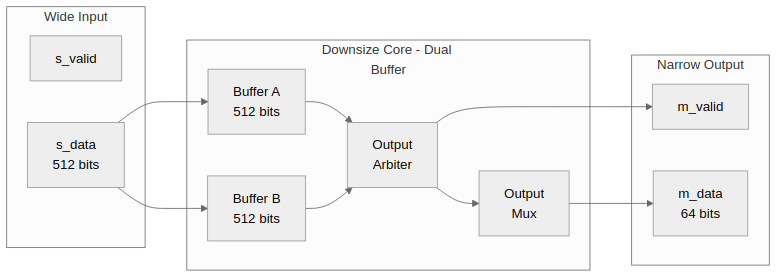 Wide Input
s_valid
s_data
512 bits
Downsize Core - Dual
Buffer
Buffer A
512 bits
Buffer B
512 bits
Output
Arbiter
Output
Mux
Narrow Output
m_valid
m_data
64 bits